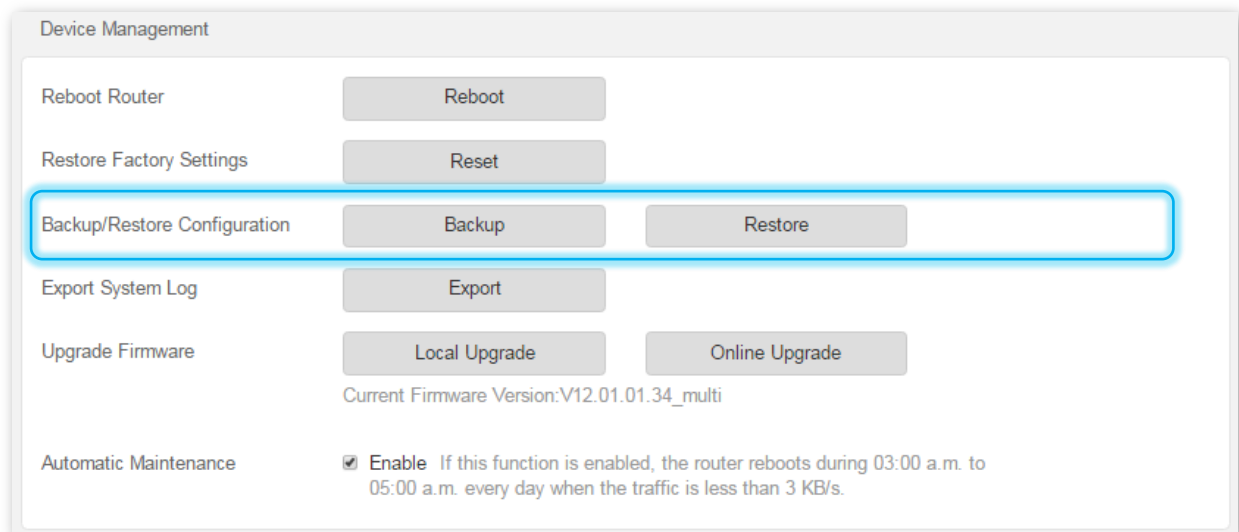 Device Management
Reboot Router Reboot
Restore Factory Settings Reset
Backup/Restore Configuration Backup Restore
Export System Log Export
Upgrade Firmware Local Upgrade Online Upgrade
Current Firmware Version:V12.01.01.34_multi
Automatic Maintenance Enable If this function is enabled, the router reboots during 03:00 a.m. to
05:00 a.m. every day when the traffic is less than 3 KB/s.